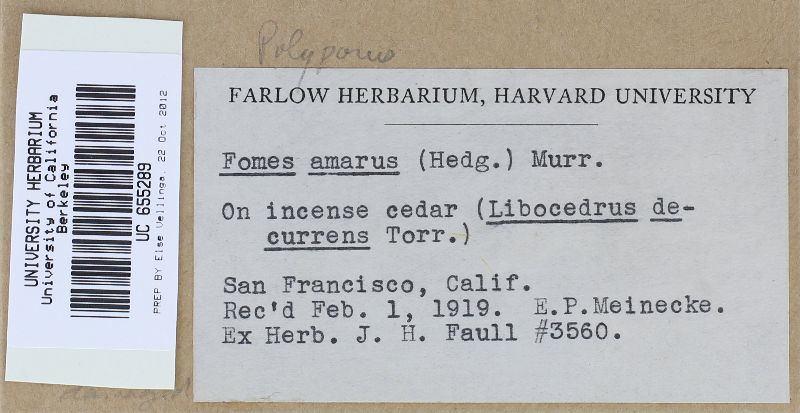 Polyporus
FARLOW HERBARIUM, HARVARD UNIVERSITY
Fomes amarus (Hedg.) Murr.
On incense cedar (Libocedrus de-
currens Torr.)
San Francisco, Calif.
Rec'd Feb. 1, 1919. E.P.Meinecke.
Ex Herb. J. H. Faull #3560.
UNIVERSITY HERBARIUM
University of California
Berkeley
UC 655289
PREP BY Else Vellinga. 22 Oct 2012